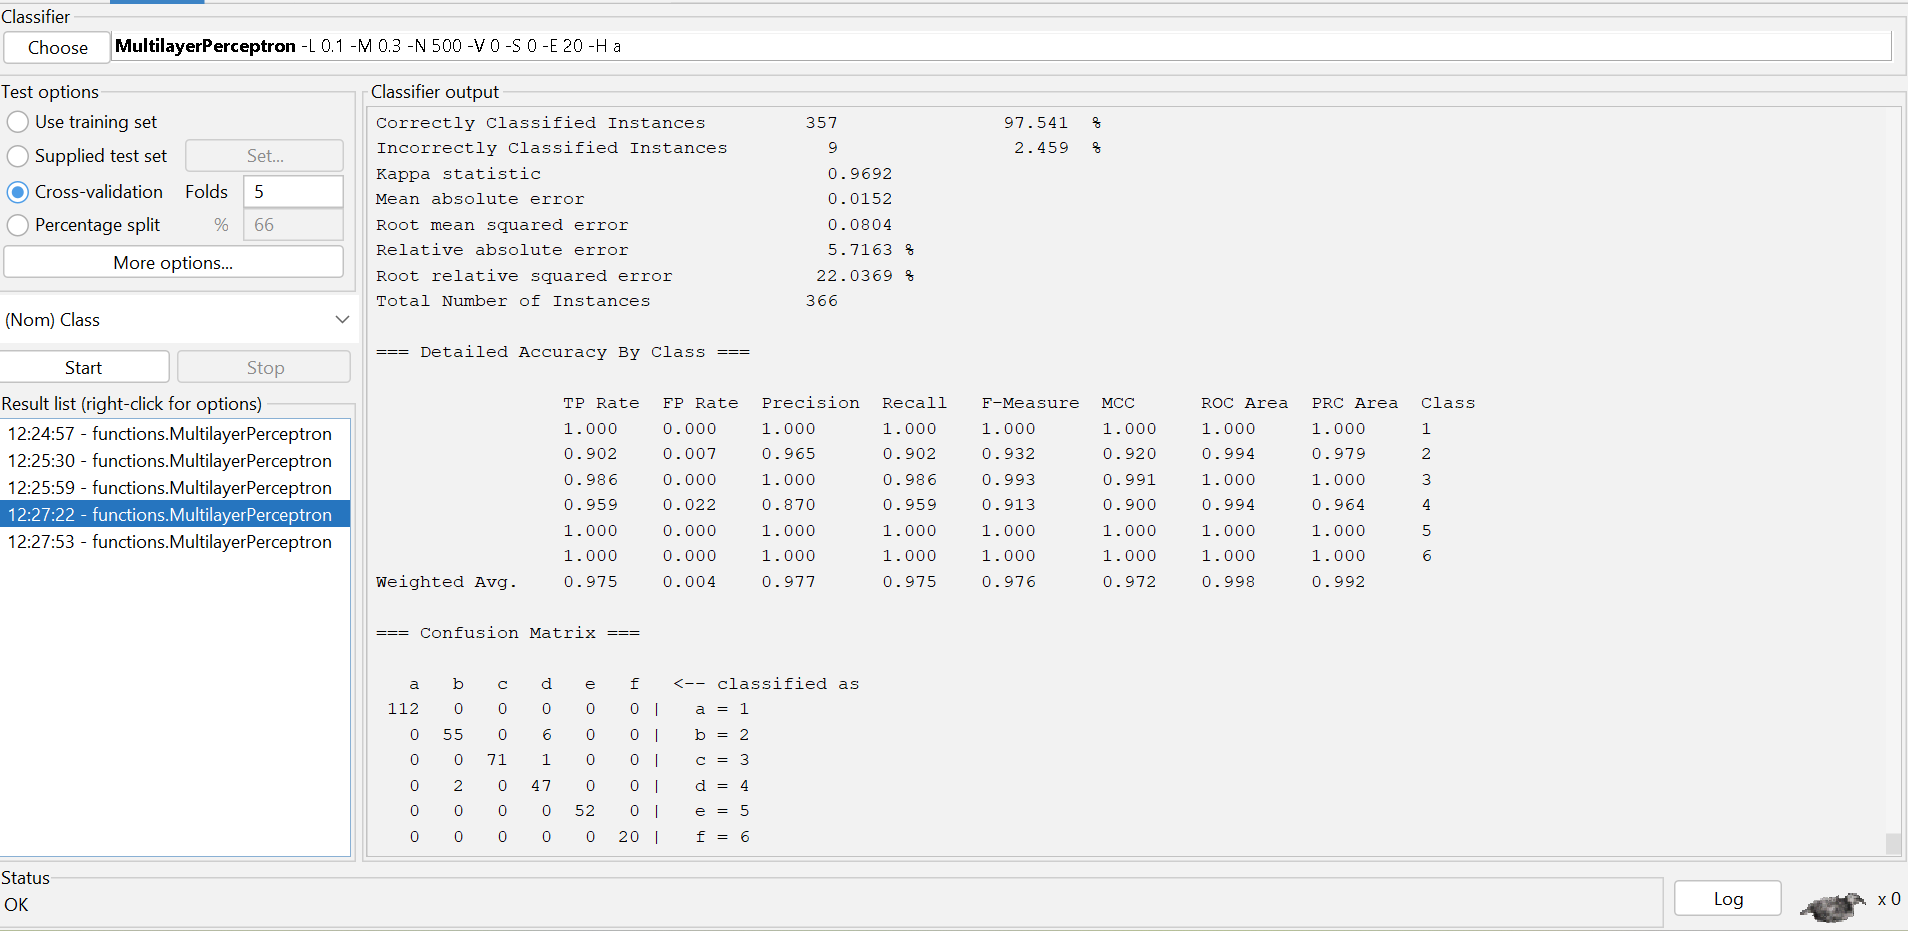 Classifier
Choose MultilayerPerceptron -L 0.1 -M 0.3 -N 500 -V 0 -S 0 -E 20 -H a
Test options
Use training set
Supplied test set Set...
Cross-validation Folds 5
Percentage split % 66
More options...
(Nom) Class
Start Stop
Result list (right-click for options)
12:24:57 - functions.MultilayerPerceptron
12:25:30 - functions.MultilayerPerceptron
12:25:59 - functions.MultilayerPerceptron
12:27:22 - functions.MultilayerPerceptron
12:27:53 - functions.MultilayerPerceptron
Classifier output
Correctly Classified Instances 357 97.541 %
Incorrectly Classified Instances 9 2.459 %
Kappa statistic 0.9692
Mean absolute error 0.0152
Root mean squared error 0.0804
Relative absolute error 5.7163 %
Root relative squared error 22.0369 %
Total Number of Instances 366
=== Detailed Accuracy By Class ===
TP Rate FP Rate Precision Recall F-Measure MCC ROC Area PRC Area Class
1.000 0.000 1.000 1.000 1.000 1.000 1.000 1.000 1
0.902 0.007 0.965 0.902 0.932 0.920 0.994 0.979 2
0.986 0.000 1.000 0.986 0.993 0.991 1.000 1.000 3
0.959 0.022 0.870 0.959 0.913 0.900 0.994 0.964 4
1.000 0.000 1.000 1.000 1.000 1.000 1.000 1.000 5
1.000 0.000 1.000 1.000 1.000 1.000 1.000 1.000 6
Weighted Avg. 0.975 0.004 0.977 0.975 0.976 0.972 0.998 0.992
=== Confusion Matrix ===
a b c d e f <-- classified as
112 0 0 0 0 0 | a = 1
0 55 0 6 0 0 | b = 2
0 0 71 1 0 0 | c = 3
0 2 0 47 0 0 | d = 4
0 0 0 0 52 0 | e = 5
0 0 0 0 0 20 | f = 6
Status
OK
Log
x 0